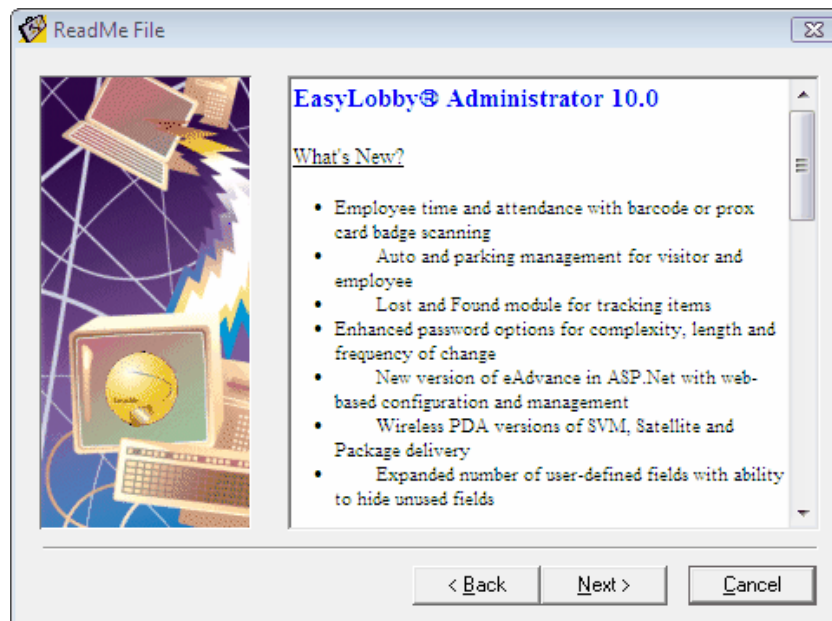 ReadMe File
EasyLobby® Administrator 10.0
What's New?
• Employee time and attendance with barcode or prox
card badge scanning
• Auto and parking management for visitor and
employee
• Lost and Found module for tracking items
• Enhanced password options for complexity, length and
frequency of change
• New version of eAdvance in ASP.Net with web-
based configuration and management
• Wireless PDA versions of SVM, Satellite and
Package delivery
• Expanded number of user-defined fields with ability
to hide unused fields
< Back
Next >
Cancel